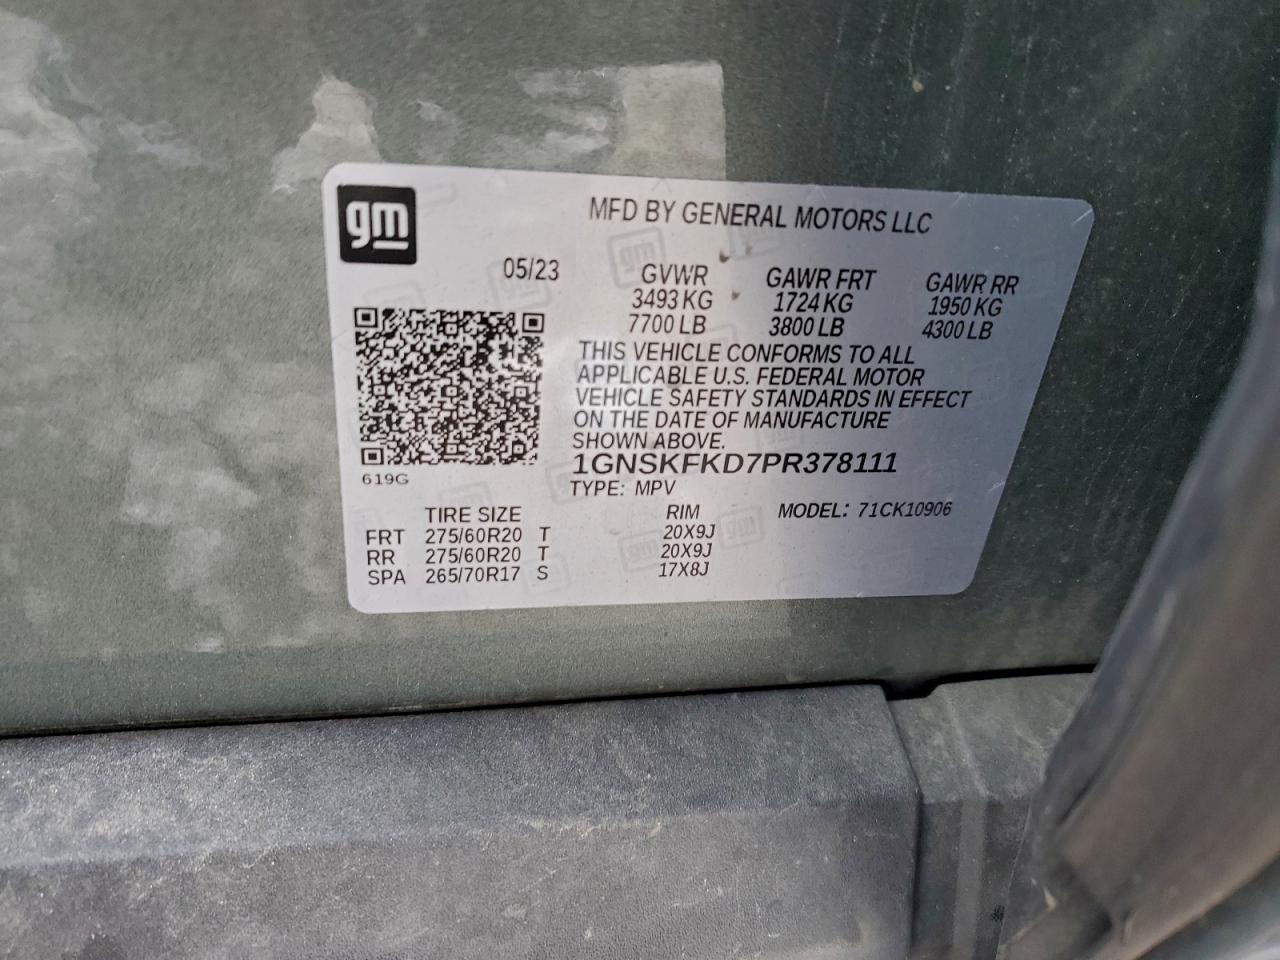 gm
MFD BY GENERAL MOTORS LLC
05/23 GVWR GAWR FRT GAWR RR
3493 KG 1724 KG 1950 KG
7700 LB 3800 LB 4300 LB
THIS VEHICLE CONFORMS TO ALL
APPLICABLE U.S. FEDERAL MOTOR
VEHICLE SAFETY STANDARDS IN EFFECT
ON THE DATE OF MANUFACTURE
SHOWN ABOVE.
1GNSKFKD7PR378111
619G
TYPE: MPV
MODEL: 71CK10906
TIRE SIZE RIM
FRT 275/60R20 T 20X9J
RR 275/60R20 T 20X9J
SPA 265/70R17 S 17X8J